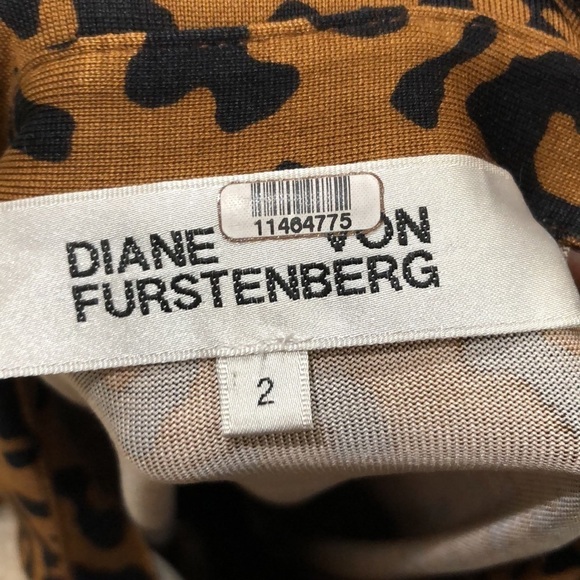 11464775
DIANE VON
FURSTENBERG
2